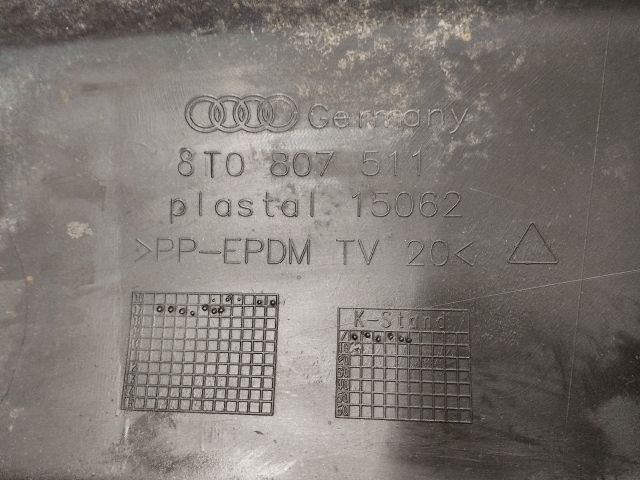 Germany
8T0 807 511
plastal 15062
>PP-EPDM TV 20<
K-Stand